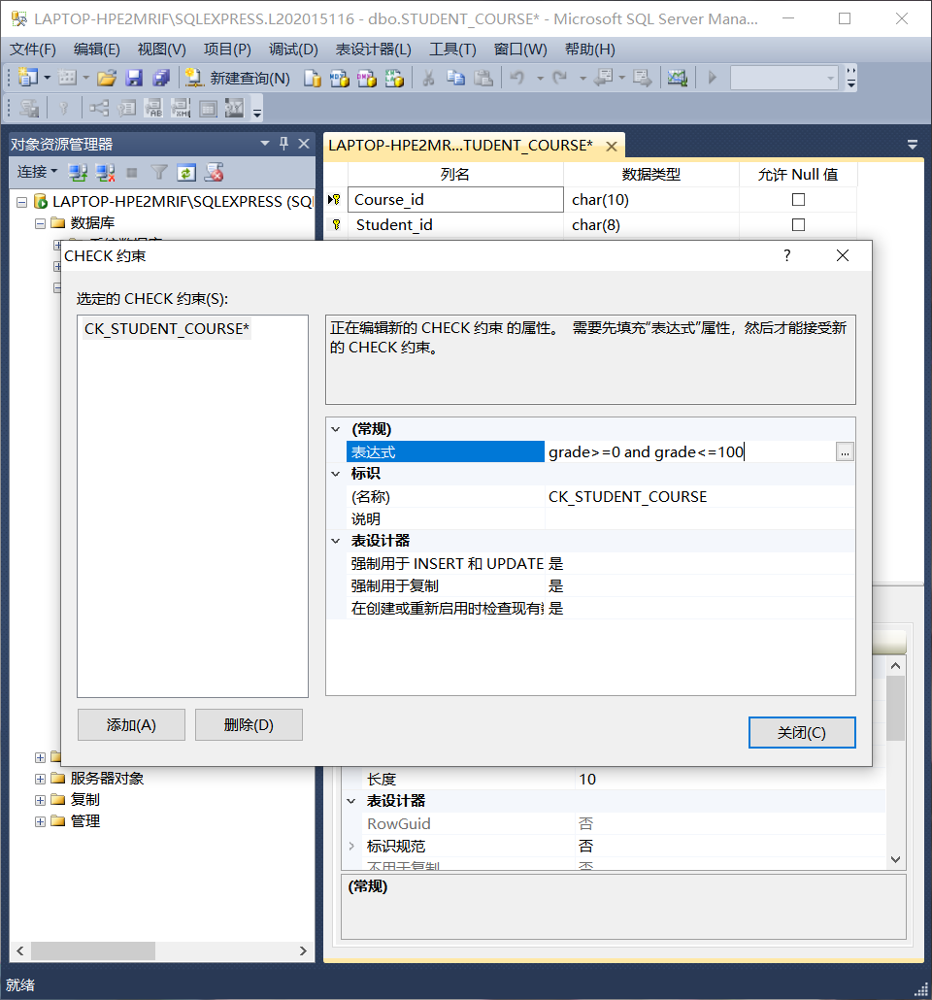 LAPTOP-HPE2MRIF\SQLEXPRESS.L202015116 - dbo.STUDENT_COURSE* - Microsoft SQL Server Mana...
文件(F) 编辑(E) 视图(V) 项目(P) 调试(D) 表设计器(L) 工具(T) 窗口(W) 帮助(H)
新建查询(N)
对象资源管理器
连接
LAPTOP-HPE2MRIF\SQLEXPRESS (SQ
数据库
系统数据库
LAPTOP-HPE2MR...TUDENT_COURSE*
列名 数据类型 允许 Null 值
Course_id char(10)
Student_id char(8)
CHECK 约束
?
选定的 CHECK 约束(S):
CK_STUDENT_COURSE*
正在编辑新的 CHECK 约束 的属性。 需要先填充“表达式”属性，然后才能接受新
的 CHECK 约束。
(常规)
表达式 grade>=0 and grade<=100
...
标识
(名称) CK_STUDENT_COURSE
说明
表设计器
强制用于 INSERT 和 UPDATE 是
强制用于复制 是
在创建或重新启用时检查现有 是
添加(A) 删除(D)
关闭(C)
服务器对象
复制
管理
长度 10
表设计器
RowGuid 否
标识规范 否
不用于复制 否
(常规)
就绪